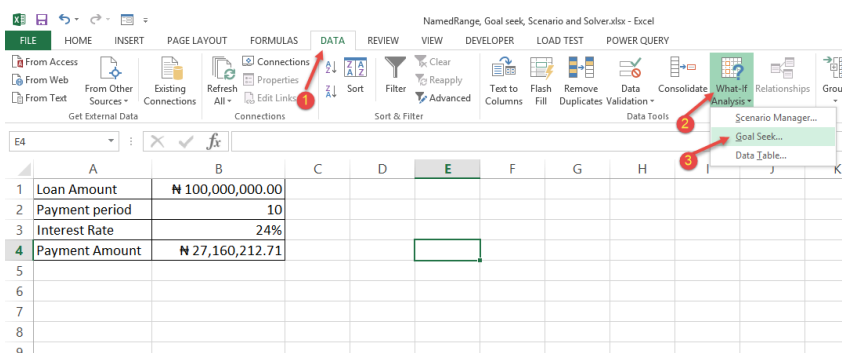 NamedRange, Goal seek, Scenario and Solver.xlsx - Excel
FILE HOME INSERT PAGE LAYOUT FORMULAS DATA REVIEW VIEW DEVELOPER LOAD TEST POWER QUERY
From Access
From Web
From Text
From Other Sources
Get External Data
Existing Connections
Refresh All
Connections
Properties
Edit Links
Connections
1
Sort
Filter
Clear
Reapply
Advanced
Sort & Filter
Text to Columns
Flash Fill
Remove Duplicates
Data Validation
Consolidate
What-If Analysis
Relationships
Data Tools
Grou
2
Scenario Manager...
3
Goal Seek...
Data Table...
E4
fx
A B C D E F G H I J K
1 Loan Amount ₦ 100,000,000.00
2 Payment period 10
3 Interest Rate 24%
4 Payment Amount ₦ 27,160,212.71
5
6
7
8
9